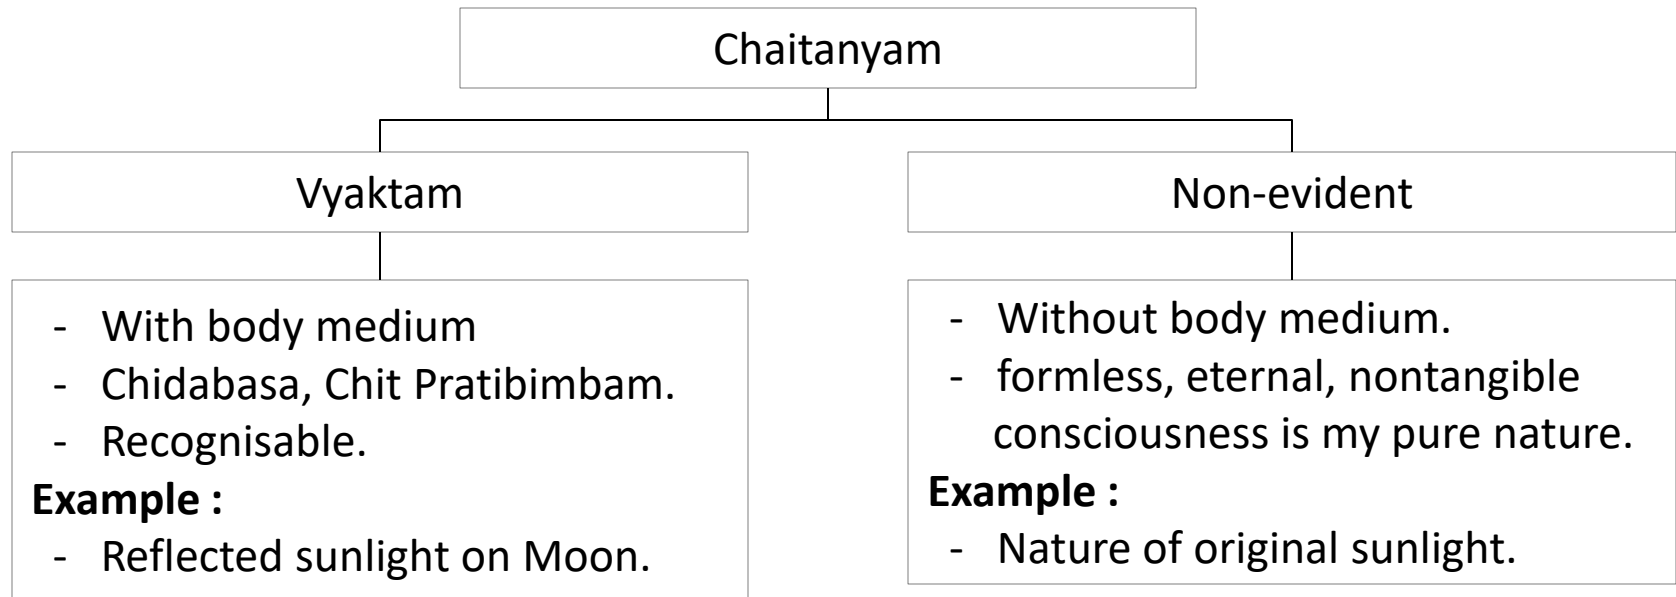 Chaitanyam
Vyaktam
Non-evident
- With body medium
- Chidabasa, Chit Pratibimbam.
- Recognisable.
Example :
- Reflected sunlight on Moon.
- Without body medium.
- formless, eternal, nontangible
consciousness is my pure nature.
Example :
- Nature of original sunlight.